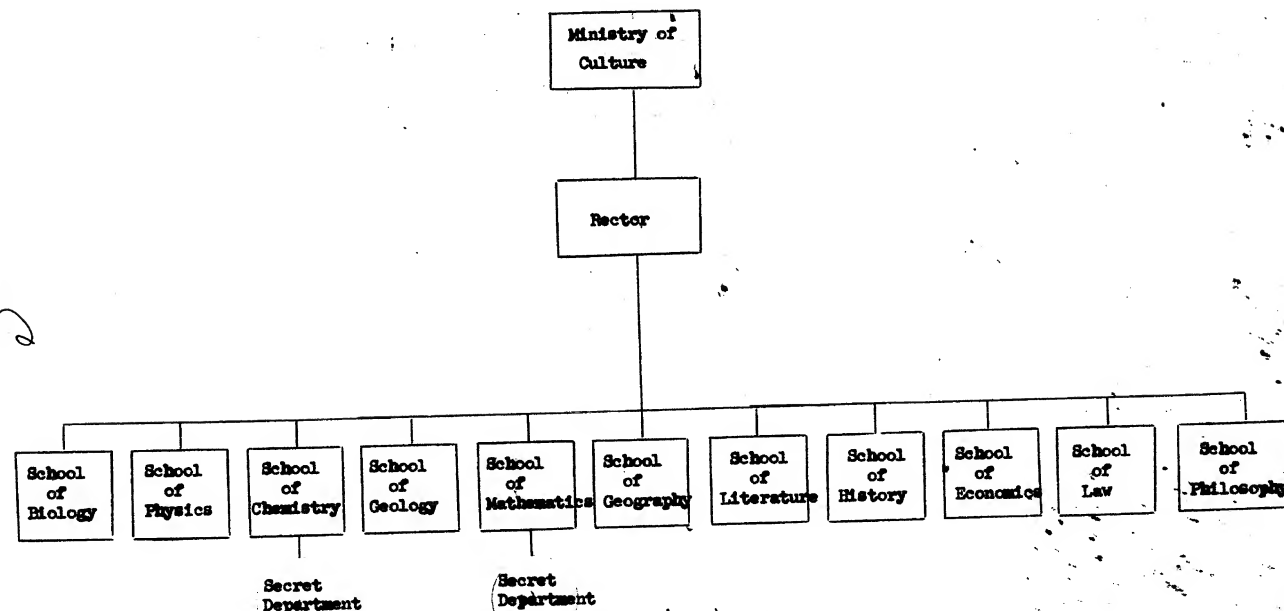 Ministry of
Culture
Rector
School
of
Biology
School
of
Physics
School
of
Chemistry
School
of
Geology
School
of
Mathematics
School
of
Geography
School
of
Literature
School
of
History
School
of
Economics
School
of
Law
School
of
Philosophy
Secret
Department
Secret
Department